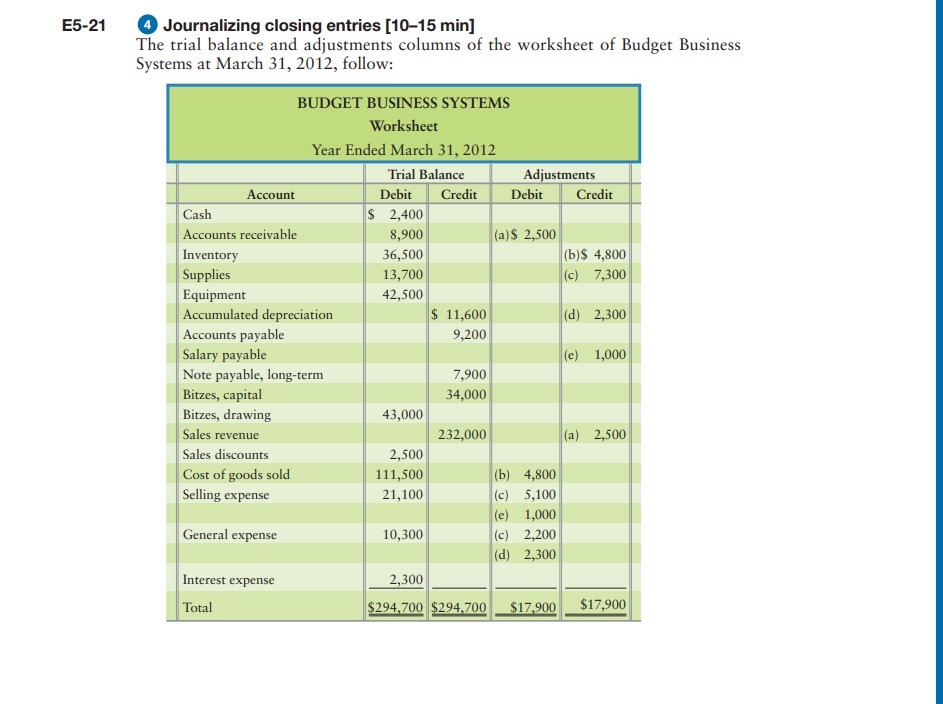 E5-21 4 Journalizing closing entries [10–15 min]
The trial balance and adjustments columns of the worksheet of Budget Business
Systems at March 31, 2012, follow:
BUDGET BUSINESS SYSTEMS
Worksheet
Year Ended March 31, 2012
Trial Balance Adjustments
Account Debit Credit Debit Credit
Cash $ 2,400
Accounts receivable 8,900 (a)$ 2,500
Inventory 36,500 (b)$ 4,800
Supplies 13,700 (c) 7,300
Equipment 42,500
Accumulated depreciation $ 11,600 (d) 2,300
Accounts payable 9,200
Salary payable (e) 1,000
Note payable, long-term 7,900
Bitzes, capital 34,000
Bitzes, drawing 43,000
Sales revenue 232,000 (a) 2,500
Sales discounts 2,500
Cost of goods sold 111,500 (b) 4,800
Selling expense 21,100 (c) 5,100
(e) 1,000
General expense 10,300 (c) 2,200
(d) 2,300
Interest expense 2,300
Total $294,700 $294,700 $17,900 $17,900